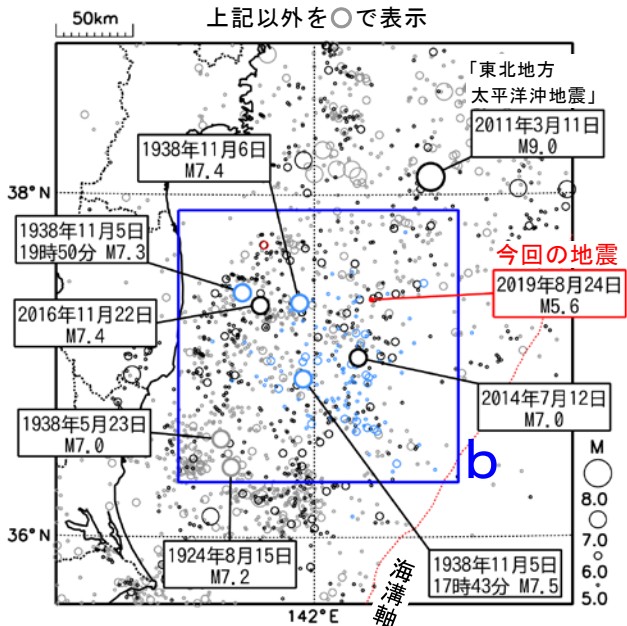 50km
上記以外を○で表示
「東北地方
太平洋沖地震」
2011年3月11日
M9.0
1938年11月6日
M7.4
38°N
1938年11月5日
19時50分 M7.3
今回の地震
2019年8月24日
M5.6
2016年11月22日
M7.4
2014年7月12日
M7.0
1938年5月23日
M7.0
b
M
8.0
7.0
6.0
5.0
36°N
1924年8月15日
M7.2
1938年11月5日
17時43分 M7.5
海溝軸
142°E